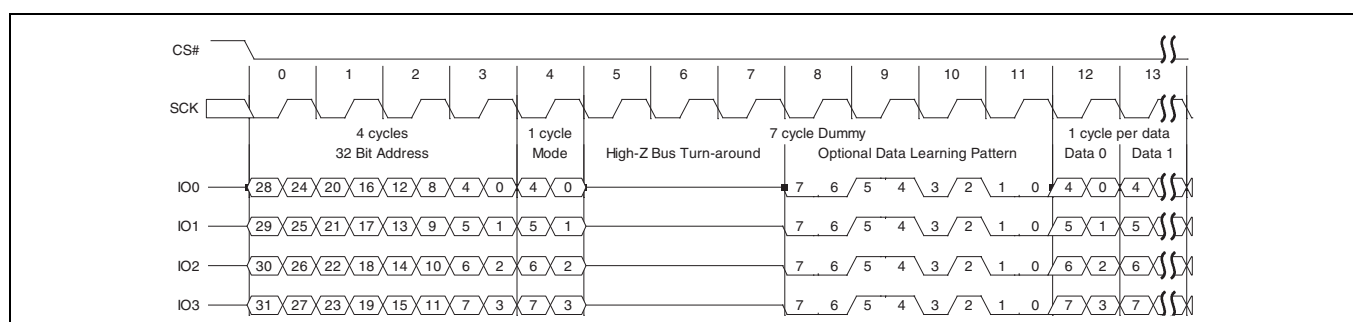 CS#
0 1 2 3 4 5 6 7 8 9 10 11 12 13
SCK
4 cycles 1 cycle 7 cycle Dummy 1 cycle per data
32 Bit Address Mode High-Z Bus Turn-around Optional Data Learning Pattern Data 0 Data 1
IO0 28 24 20 16 12 8 4 0 4 0 7 6 5 4 3 2 1 0 4 0 4
IO1 29 25 21 17 13 9 5 1 5 1 7 6 5 4 3 2 1 0 5 1 5
IO2 30 26 22 18 14 10 6 2 6 2 7 6 5 4 3 2 1 0 6 2 6
IO3 31 27 23 19 15 11 7 3 7 3 7 6 5 4 3 2 1 0 7 3 7